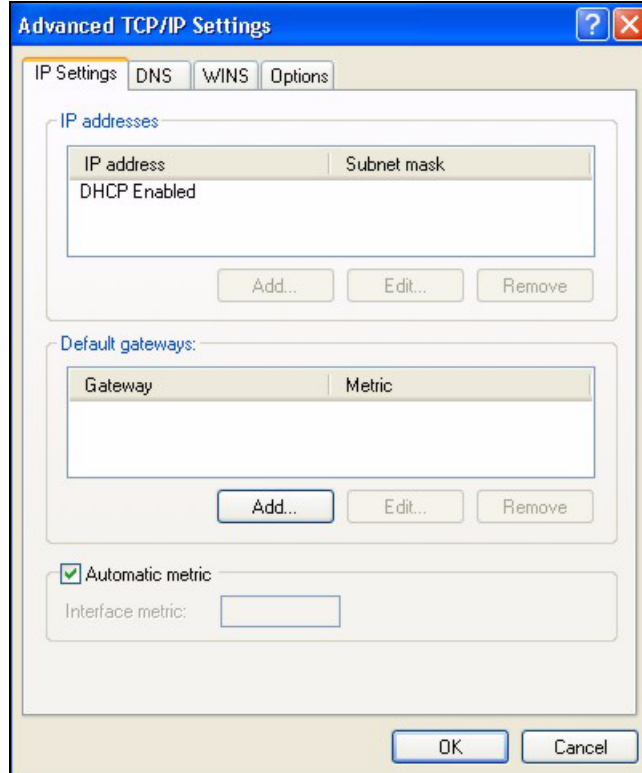 Advanced TCP/IP Settings
IP Settings DNS WINS Options
IP addresses
IP address Subnet mask
DHCP Enabled
Add... Edit... Remove
Default gateways:
Gateway Metric
Add... Edit... Remove
Automatic metric
Interface metric:
OK Cancel